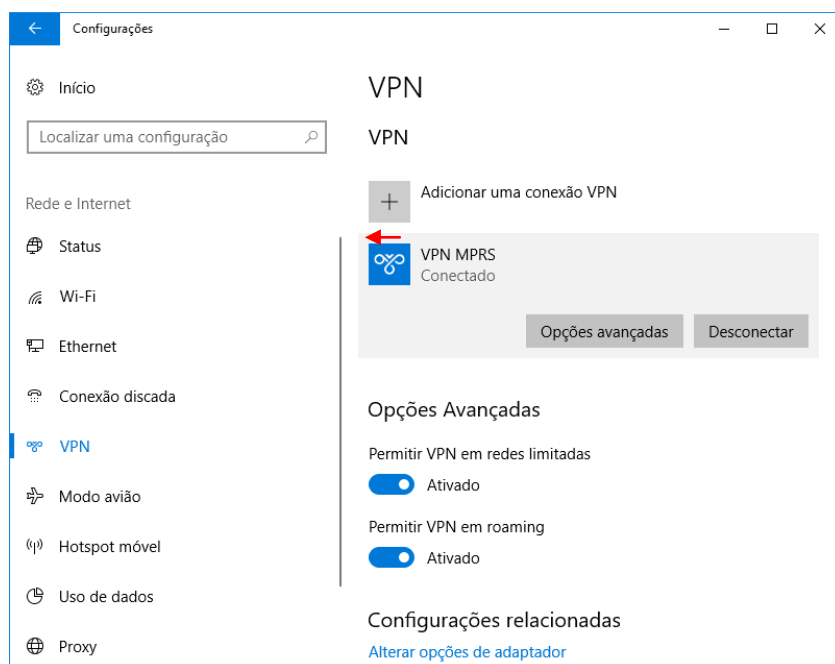 Configurações
Início
Localizar uma configuração
Rede e Internet
Status
Wi-Fi
Ethernet
Conexão discada
VPN
Modo avião
Hotspot móvel
Uso de dados
Proxy
VPN
VPN
Adicionar uma conexão VPN
VPN MPRS
Conectado
Opções avançadas Desconectar
Opções Avançadas
Permitir VPN em redes limitadas
Ativado
Permitir VPN em roaming
Ativado
Configurações relacionadas
Alterar opções de adaptador